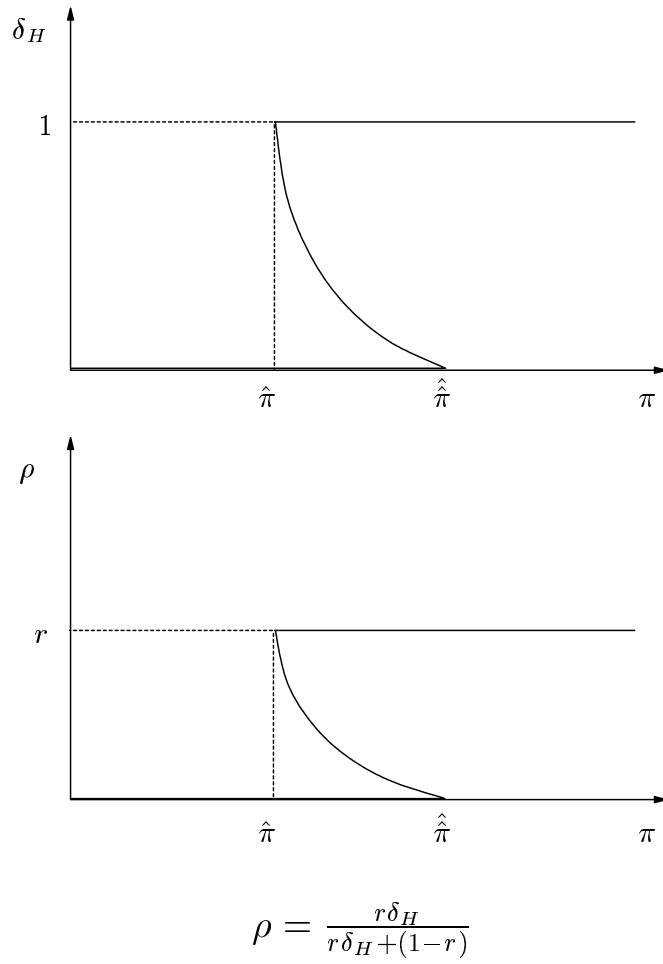 δ_H
1
π̂ π̂̂ π
ρ
r
π̂ π̂̂ π
ρ = rδ_H / (rδ_H+(1−r))